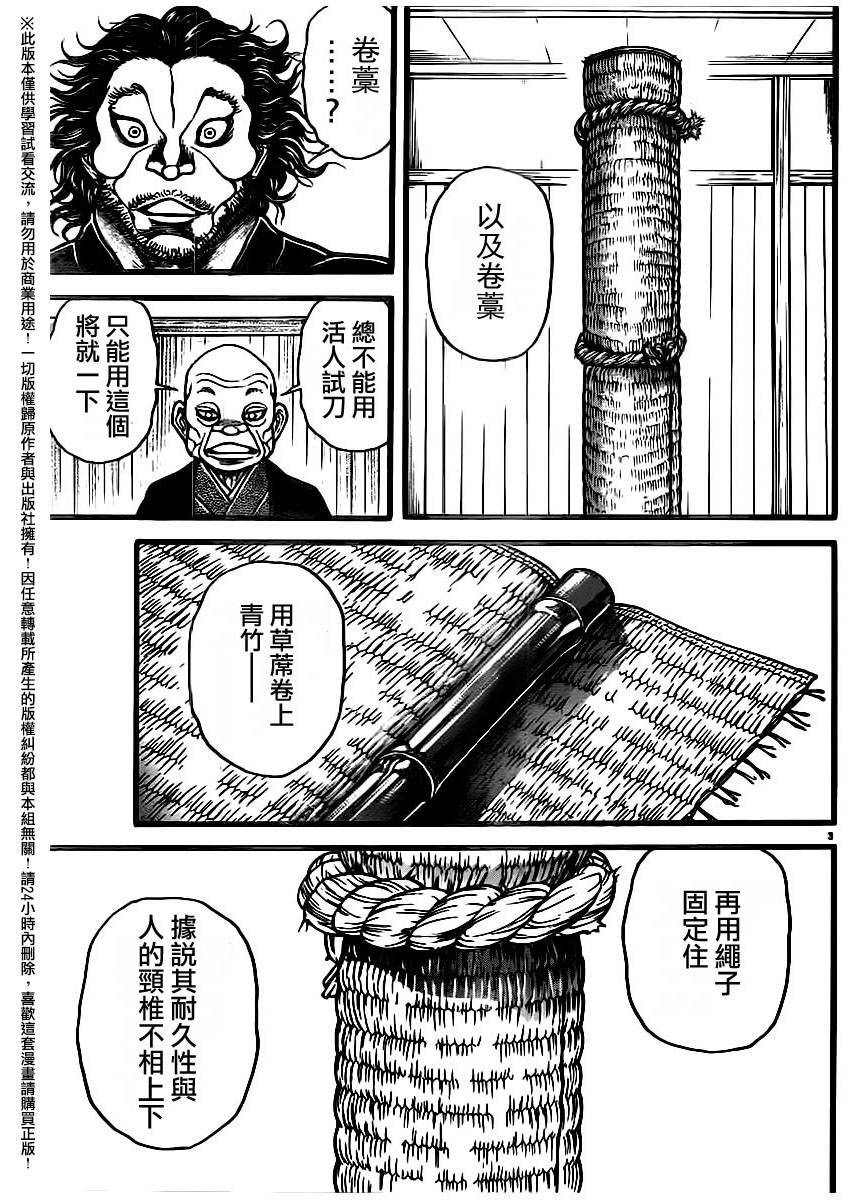 以及卷藁
卷藁
……?
總不能用
活人試刀
只能用這個
將就一下
用草蓆卷上
青竹——
3
再用繩子
固定住
據説其耐久性與
人的頸椎不相上下
※此版本僅供學習試看交流，請勿用於商業用途！一切版權歸原作者與出版社擁有！因任意轉載所產生的版權糾紛都與本組無關！請24小時內刪除，喜歡這套漫畫請購買正版！